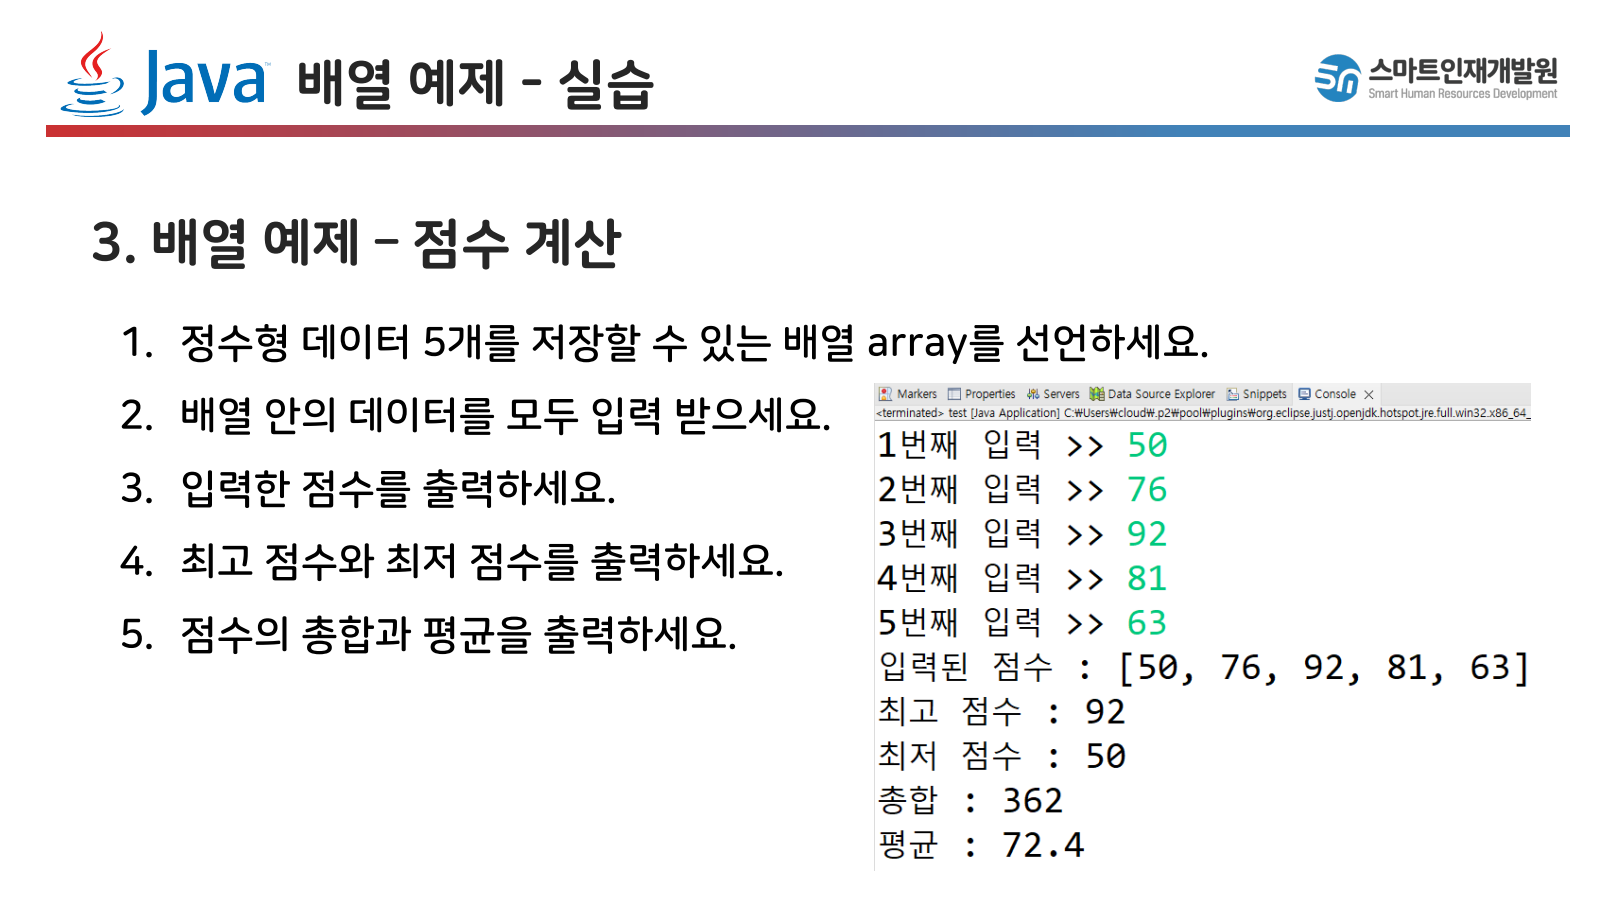 Java™ 배열 예제 - 실습
스마트인재개발원
Smart Human Resources Development
3. 배열 예제 – 점수 계산
1. 정수형 데이터 5개를 저장할 수 있는 배열 array를 선언하세요.
2. 배열 안의 데이터를 모두 입력 받으세요.
3. 입력한 점수를 출력하세요.
4. 최고 점수와 최저 점수를 출력하세요.
5. 점수의 총합과 평균을 출력하세요.
Markers Properties Servers Data Source Explorer Snippets Console
<terminated> test [Java Application] C:₩Users₩cloud₩.p2₩pool₩plugins₩org.eclipse.justj.openjdk.hotspot.jre.full.win32.x86_64_
1번째 입력 >> 50
2번째 입력 >> 76
3번째 입력 >> 92
4번째 입력 >> 81
5번째 입력 >> 63
입력된 점수 : [50, 76, 92, 81, 63]
최고 점수 : 92
최저 점수 : 50
총합 : 362
평균 : 72.4